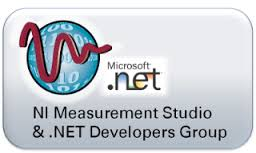 Microsoft
.net
NI Measurement Studio
& .NET Developers Group